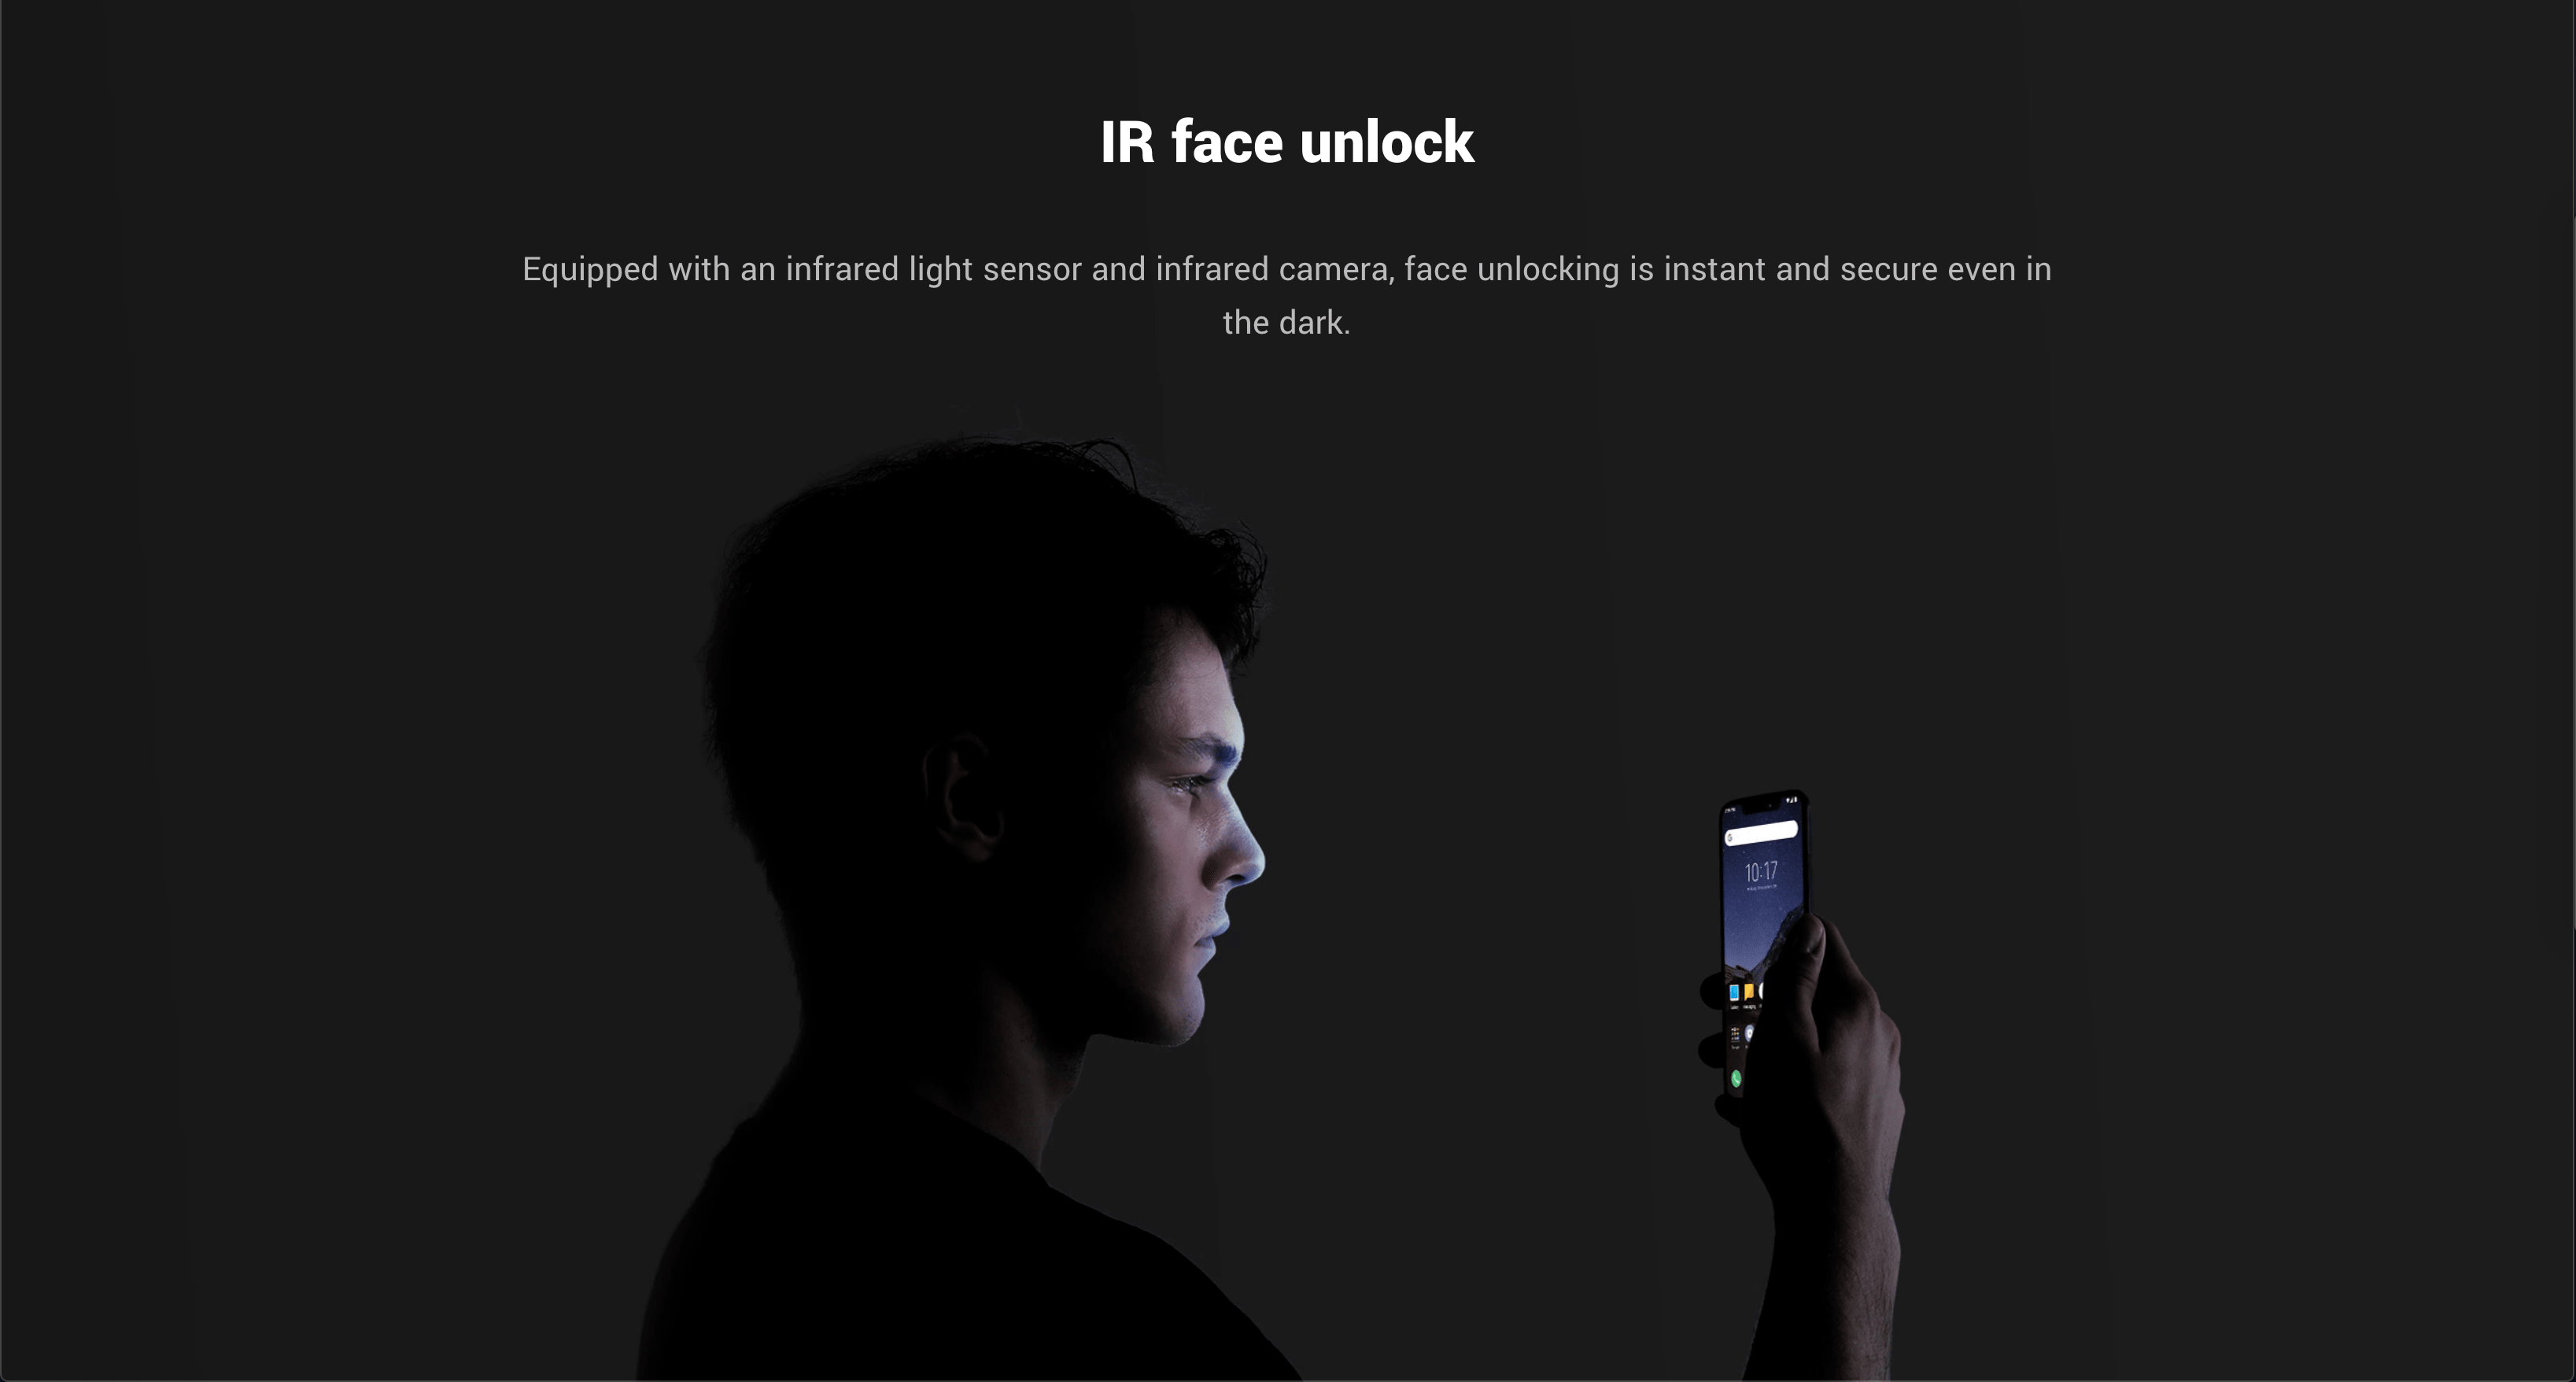 IR face unlock
Equipped with an infrared light sensor and infrared camera, face unlocking is instant and secure even in
the dark.
10:17